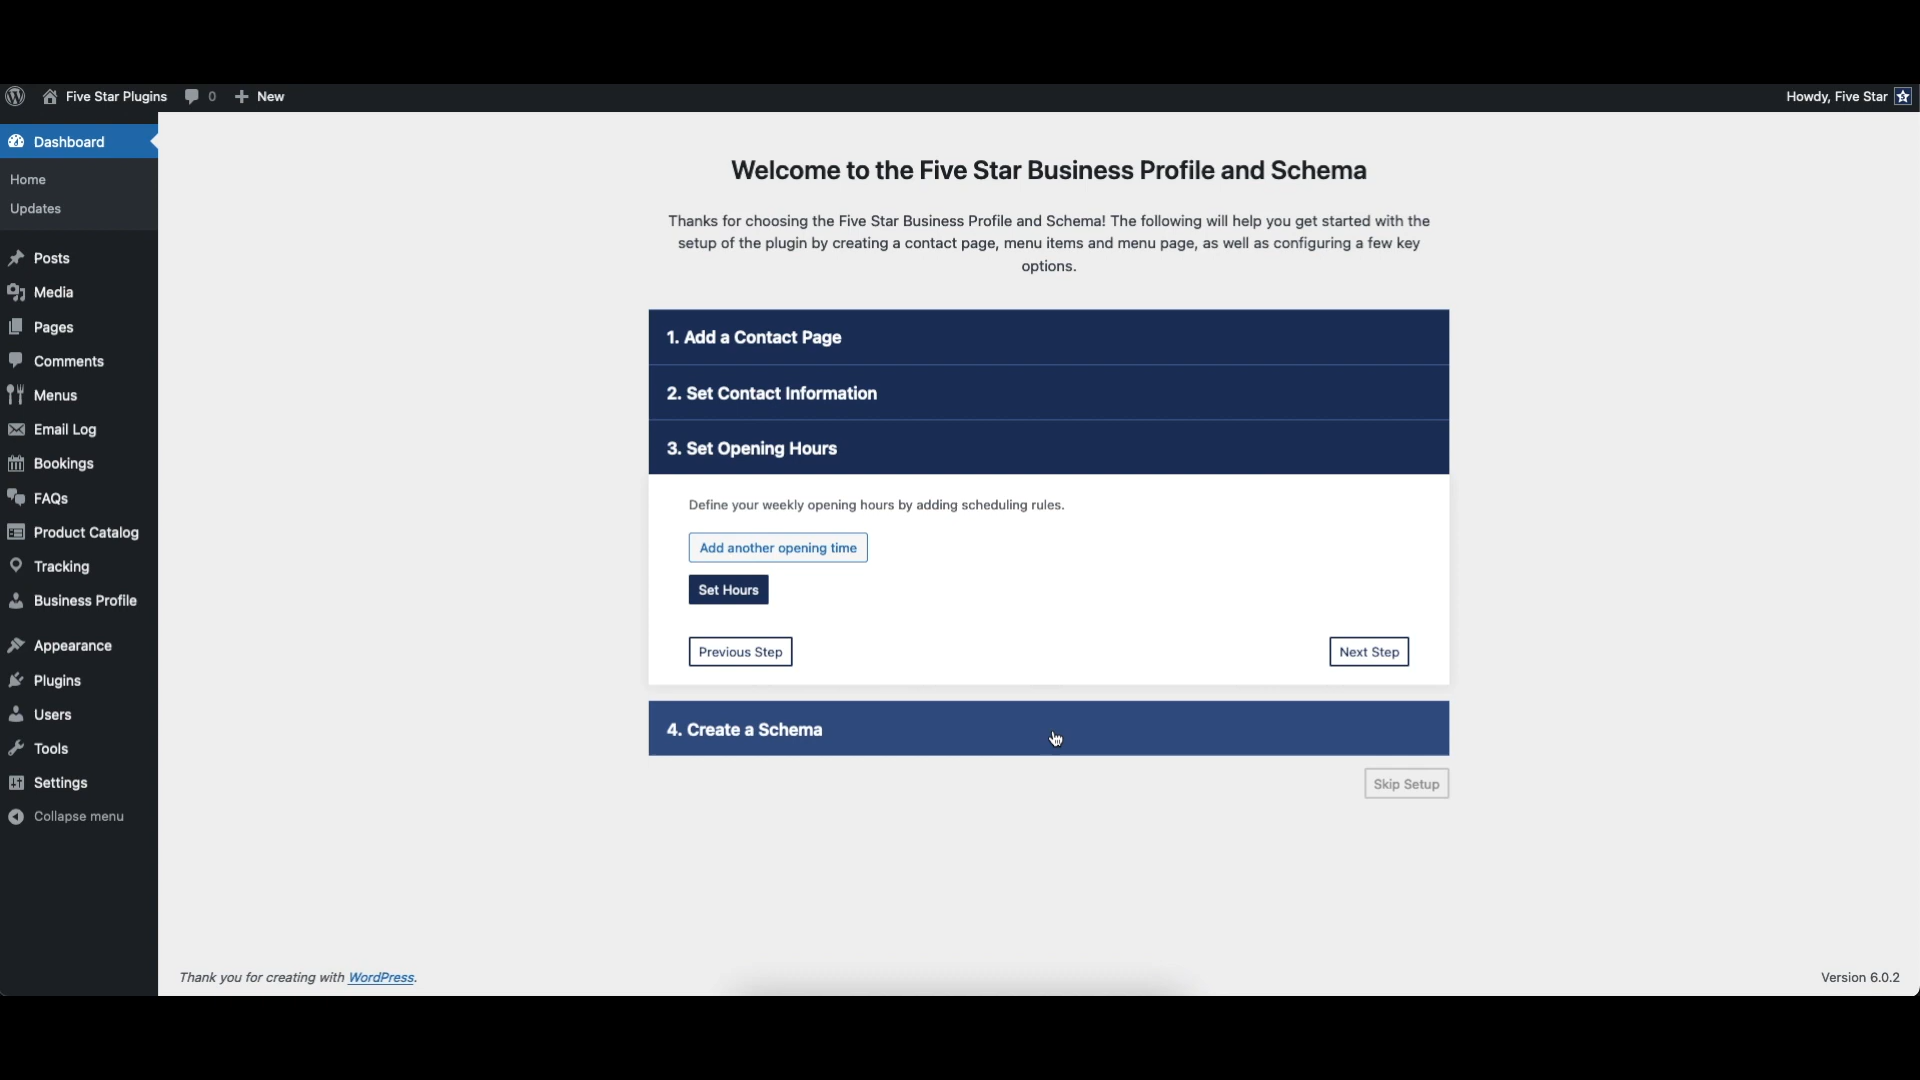 Five Star Plugins
0
New
Howdy, Five Star
Dashboard
Home
Updates
Posts
Media
Pages
Comments
Menus
Email Log
Bookings
FAQs
Product Catalog
Tracking
Business Profile
Appearance
Plugins
Users
Tools
Settings
Collapse menu
Welcome to the Five Star Business Profile and Schema
Thanks for choosing the Five Star Business Profile and Schema! The following will help you get started with the
setup of the plugin by creating a contact page, menu items and menu page, as well as configuring a few key
options.
1. Add a Contact Page
2. Set Contact Information
3. Set Opening Hours
Define your weekly opening hours by adding scheduling rules.
Add another opening time
Set Hours
Previous Step
Next Step
4. Create a Schema
Skip Setup
Thank you for creating with WordPress.
Version 6.0.2